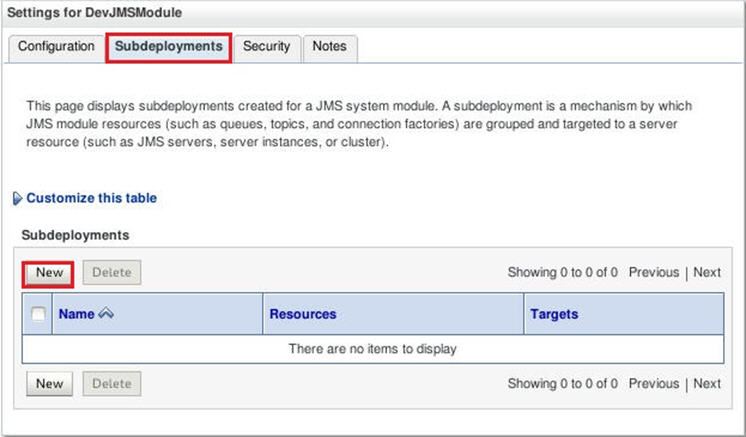 Settings for DevJMSModule
Configuration Subdeployments Security Notes
This page displays subdeployments created for a JMS system module. A subdeployment is a mechanism by which
JMS module resources (such as queues, topics, and connection factories) are grouped and targeted to a server
resource (such as JMS servers, server instances, or cluster).
Customize this table
Subdeployments
New Delete Showing 0 to 0 of 0 Previous | Next
Name Resources Targets
There are no items to display
New Delete Showing 0 to 0 of 0 Previous | Next